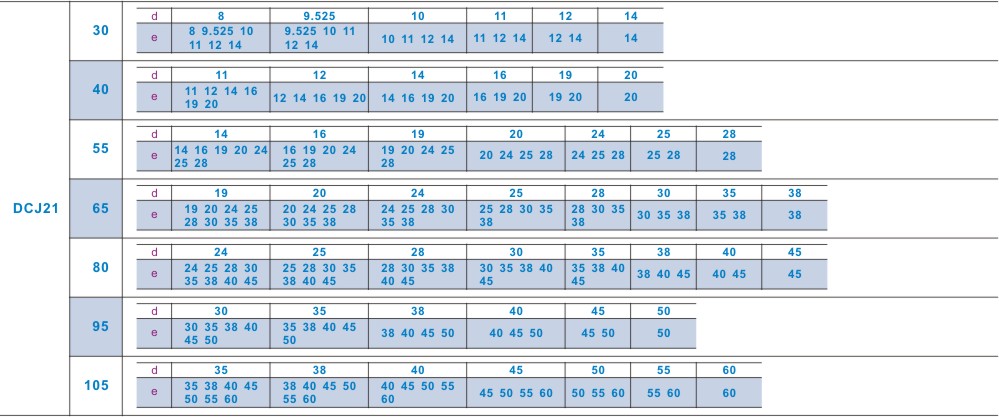 d 8 9.525 10 11 12 14
30
e 8 9.525 10 11 12 14 9.525 10 11 12 14 10 11 12 14 11 12 14 12 14 14
d 11 12 14 16 19 20
40
e 11 12 14 16 19 20 12 14 16 19 20 14 16 19 20 16 19 20 19 20 20
d 14 16 19 20 24 25 28
55
e 14 16 19 20 24 25 28 16 19 20 24 25 28 19 20 24 25 28 20 24 25 28 24 25 28 25 28 28
DCJ21
d 19 20 24 25 28 30 35 38
65
e 19 20 24 25 28 30 35 38 20 24 25 28 30 35 38 24 25 28 30 35 38 25 28 30 35 38 28 30 35 38 30 35 38 35 38 38
d 24 25 28 30 35 38 40 45
80
e 24 25 28 30 35 38 40 45 25 28 30 35 38 40 45 28 30 35 38 40 45 30 35 38 40 45 35 38 40 45 38 40 45 40 45 45
d 30 35 38 40 45 50
95
e 30 35 38 40 45 50 35 38 40 45 50 38 40 45 50 40 45 50 45 50 50
d 35 38 40 45 50 55 60
105
e 35 38 40 45 50 55 60 38 40 45 50 55 60 40 45 50 55 60 45 50 55 60 50 55 60 55 60 60